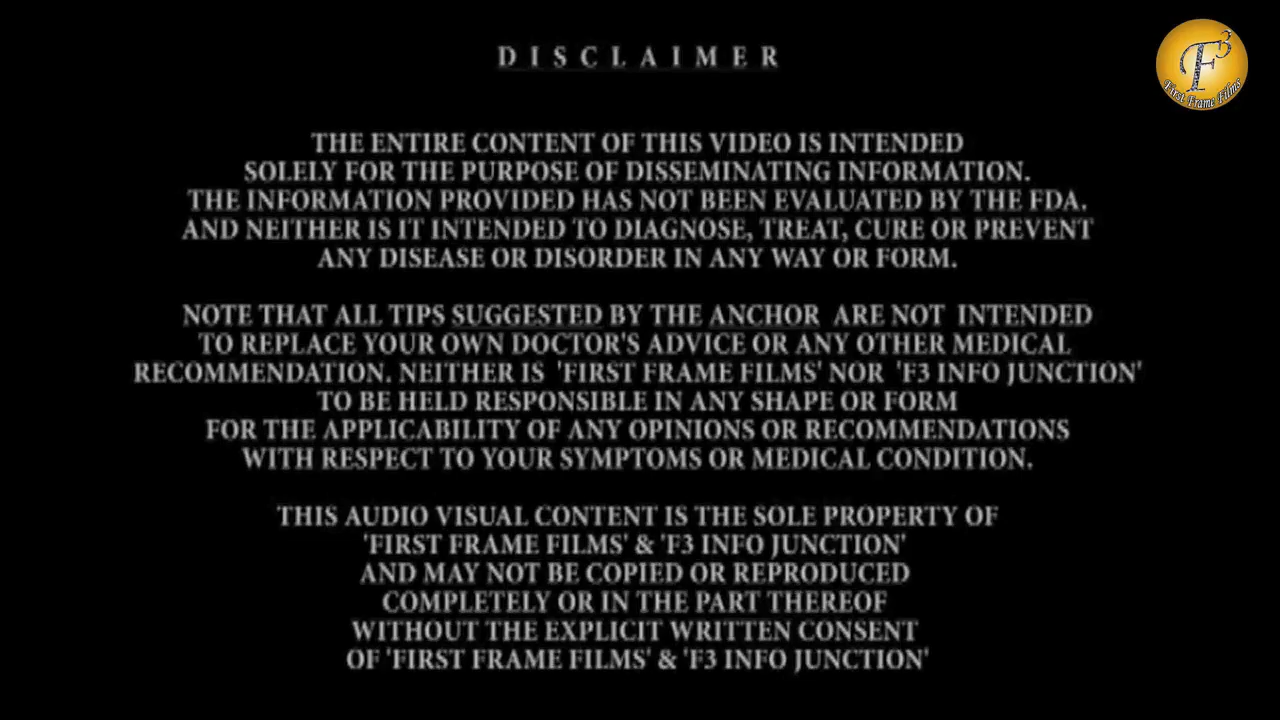 DISCLAIMER
F3
First Frame Films
THE ENTIRE CONTENT OF THIS VIDEO IS INTENDED
SOLELY FOR THE PURPOSE OF DISSEMINATING INFORMATION.
THE INFORMATION PROVIDED HAS NOT BEEN EVALUATED BY THE FDA.
AND NEITHER IS IT INTENDED TO DIAGNOSE, TREAT, CURE OR PREVENT
ANY DISEASE OR DISORDER IN ANY WAY OR FORM.
NOTE THAT ALL TIPS SUGGESTED BY THE ANCHOR ARE NOT INTENDED
TO REPLACE YOUR OWN DOCTOR'S ADVICE OR ANY OTHER MEDICAL
RECOMMENDATION. NEITHER IS 'FIRST FRAME FILMS' NOR 'F3 INFO JUNCTION'
TO BE HELD RESPONSIBLE IN ANY SHAPE OR FORM
FOR THE APPLICABILITY OF ANY OPINIONS OR RECOMMENDATIONS
WITH RESPECT TO YOUR SYMPTOMS OR MEDICAL CONDITION.
THIS AUDIO VISUAL CONTENT IS THE SOLE PROPERTY OF
'FIRST FRAME FILMS' & 'F3 INFO JUNCTION'
AND MAY NOT BE COPIED OR REPRODUCED
COMPLETELY OR IN THE PART THEREOF
WITHOUT THE EXPLICIT WRITTEN CONSENT
OF 'FIRST FRAME FILMS' & 'F3 INFO JUNCTION'